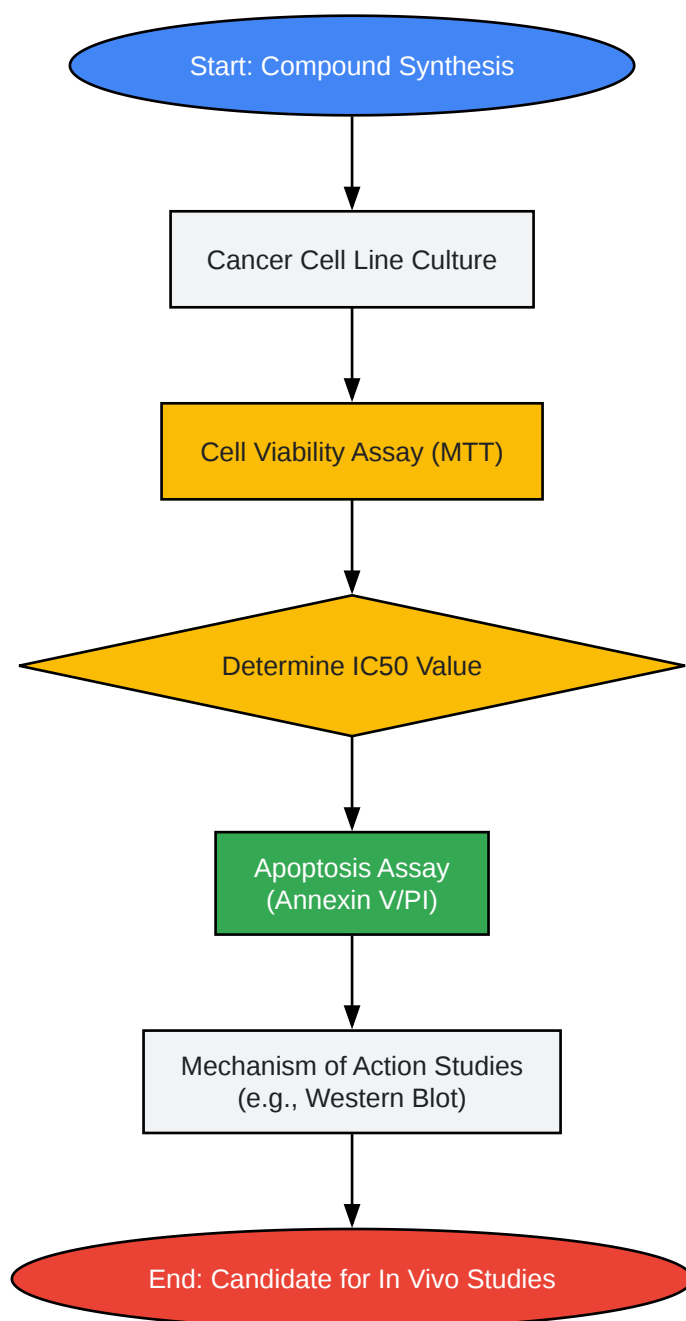 Start: Compound Synthesis
Cancer Cell Line Culture
Cell Viability Assay (MTT)
Determine IC50 Value
Apoptosis Assay
(Annexin V/PI)
Mechanism of Action Studies
(e.g., Western Blot)
End: Candidate for In Vivo Studies